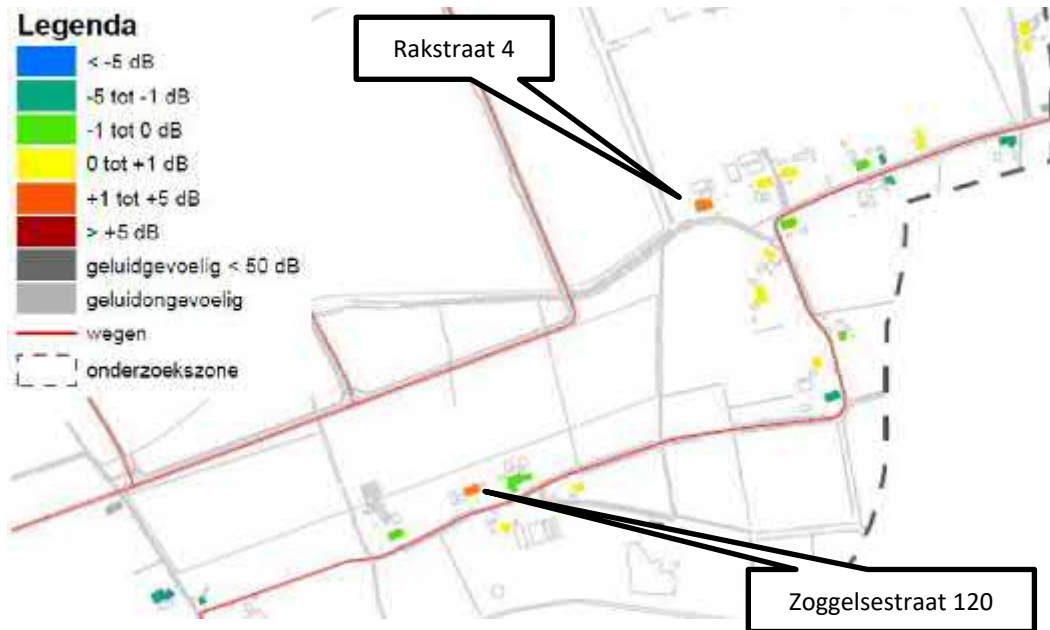 Legenda
< -5 dB
-5 tot -1 dB
-1 tot 0 dB
0 tot +1 dB
+1 tot +5 dB
> +5 dB
geluidgevoelig < 50 dB
geluidongevoelig
wegen
onderzoekszone
Rakstraat 4
Zoggelsestraat 120